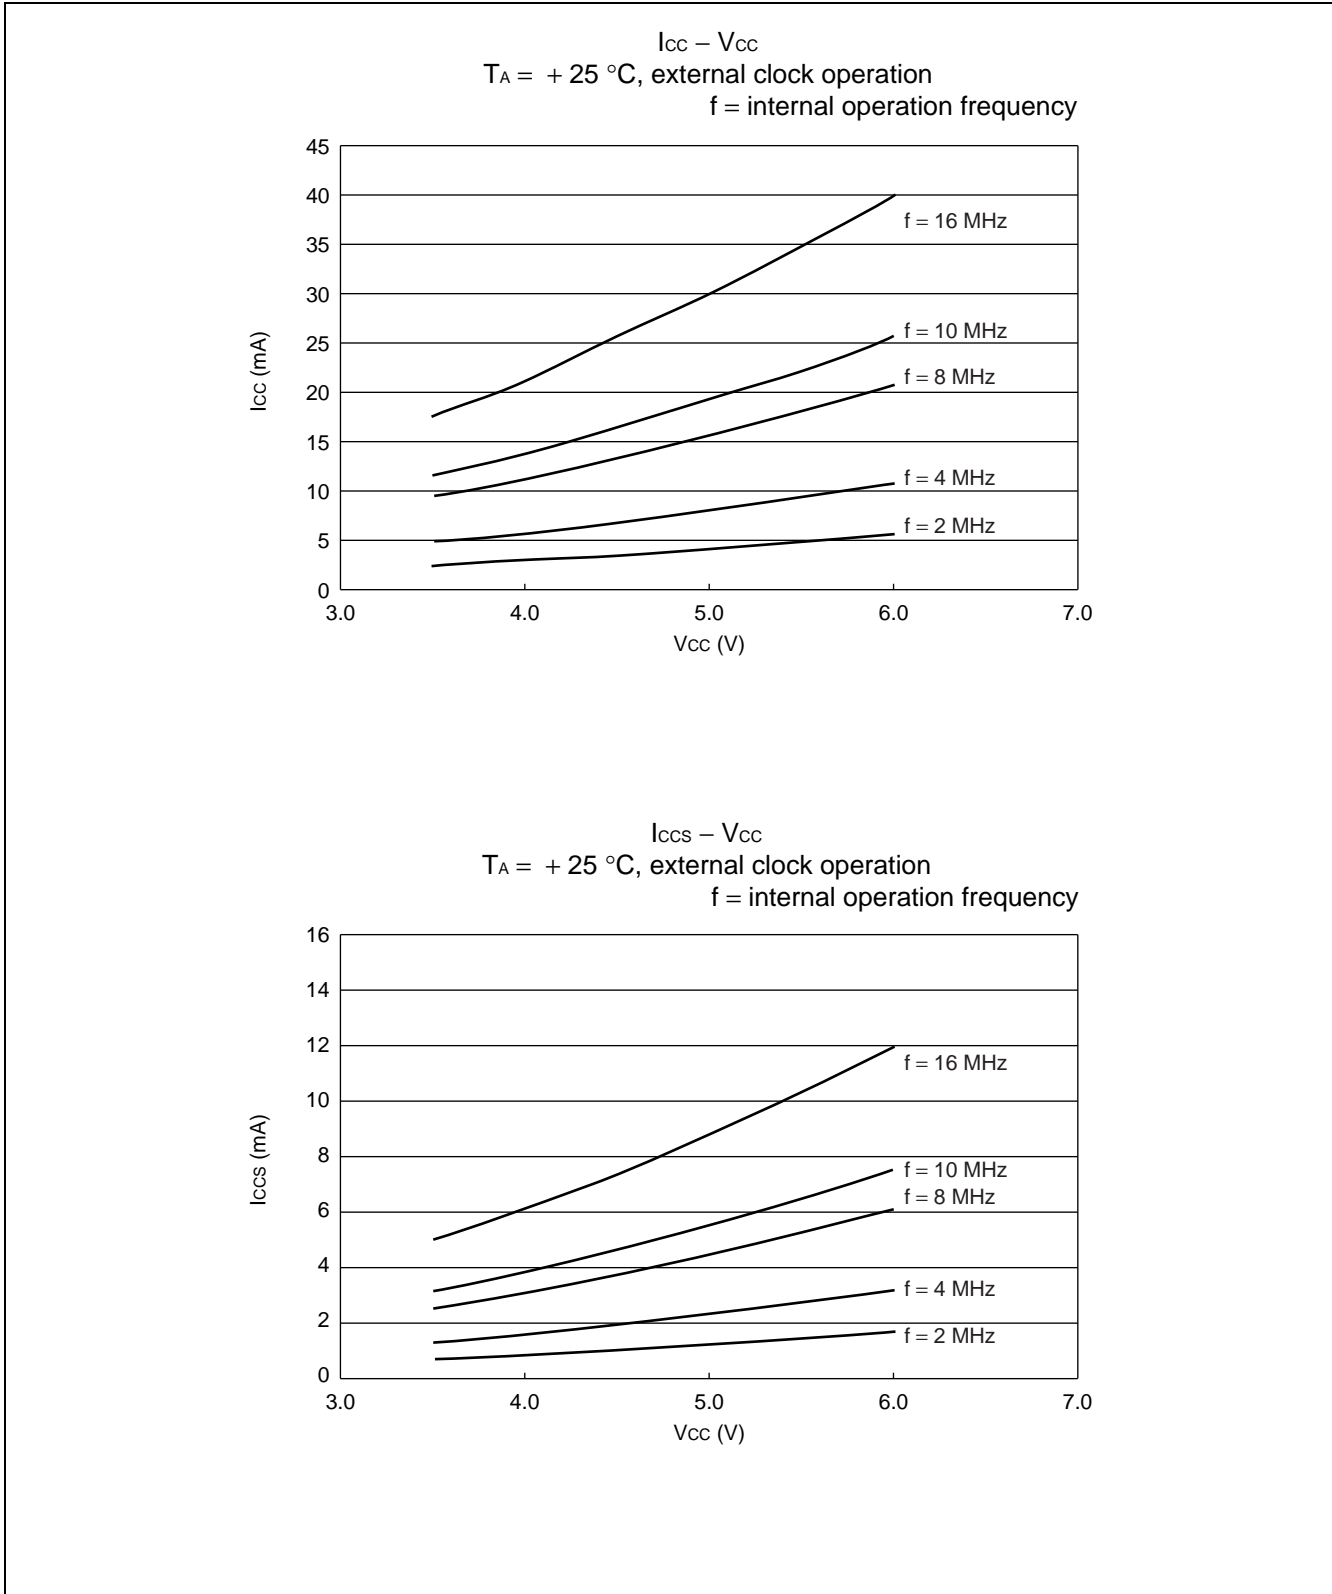 ICC – VCC
TA = + 25 °C, external clock operation
f = internal operation frequency
45
40
35
30
25
20
15
10
5
0
ICC (mA)
f = 16 MHz
f = 10 MHz
f = 8 MHz
f = 4 MHz
f = 2 MHz
3.0 4.0 5.0 6.0 7.0
VCC (V)
ICCS – VCC
TA = + 25 °C, external clock operation
f = internal operation frequency
16
14
12
10
8
6
4
2
0
ICCS (mA)
f = 16 MHz
f = 10 MHz
f = 8 MHz
f = 4 MHz
f = 2 MHz
3.0 4.0 5.0 6.0 7.0
VCC (V)